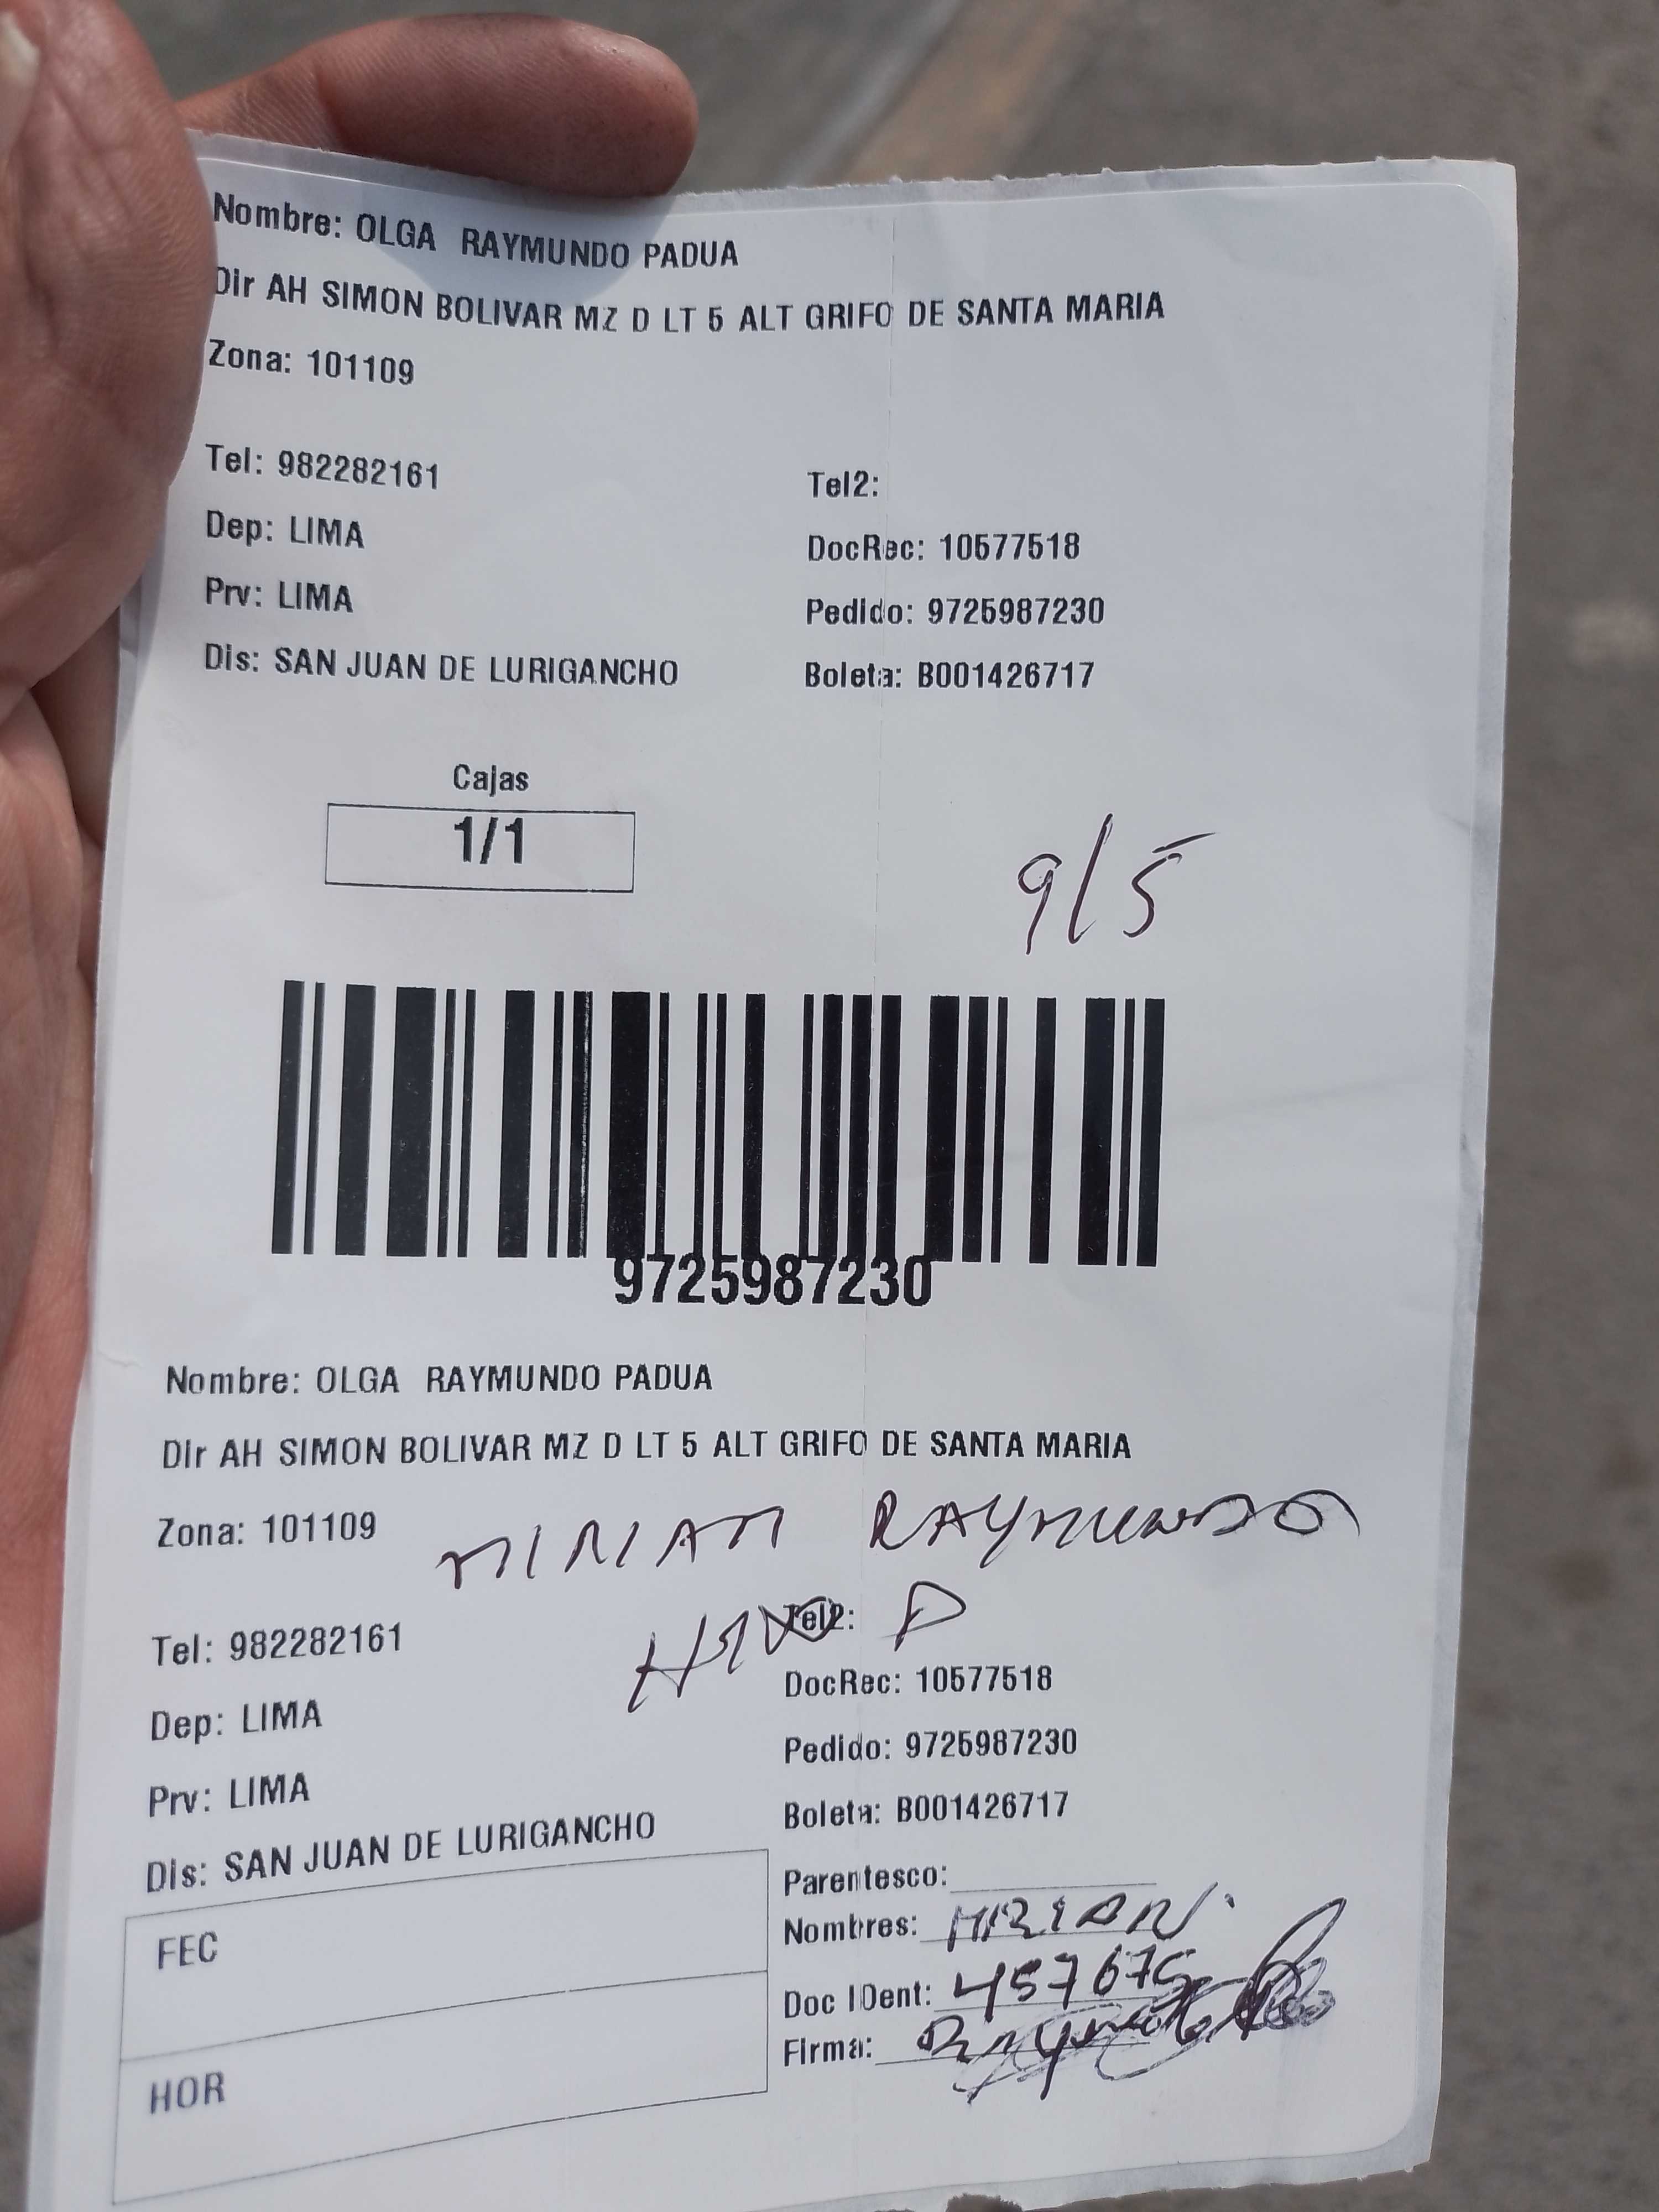 Nombre: OLGA RAYMUNDO PADUA
Dir AH SIMON BOLIVAR MZ D LT 5 ALT GRIFO DE SANTA MARIA
Zona: 101109
Tel: 982282161 Tel2:
Dep: LIMA DocRec: 10577518
Prv: LIMA Pedido: 9725987230
Dis: SAN JUAN DE LURIGANCHO Boleta: B001426717
Cajas
1/1
9/5
9725987230
Nombre: OLGA RAYMUNDO PADUA
Dir AH SIMON BOLIVAR MZ D LT 5 ALT GRIFO DE SANTA MARIA
Zona: 101109
MIRIAM RAYMUNDO
Tel: 982282161 Tel2:
Dep: LIMA DocRec: 10577518
Prv: LIMA Pedido: 9725987230
Dis: SAN JUAN DE LURIGANCHO Boleta: B001426717
Parentesco:
FEC Nombres: MIRIAN
Doc IDent:
HOR Firma: